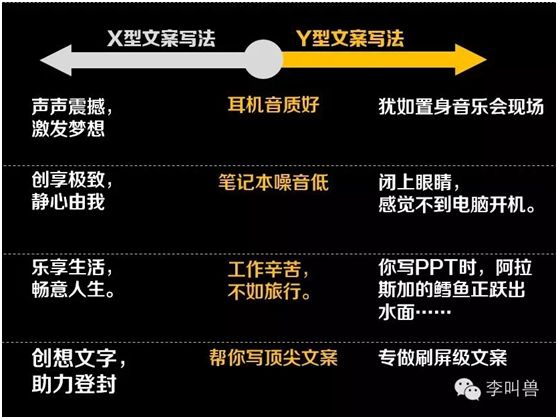 X型文案写法
Y型文案写法
声声震撼，
激发梦想
耳机音质好
犹如置身音乐会现场
创享极致，
静心由我
笔记本噪音低
闭上眼睛，
感觉不到电脑开机。
乐享生活，
畅意人生。
工作辛苦，
不如旅行。
你写PPT时，阿拉
斯加的鳕鱼正跃出
水面……
创想文字，
助力登封
帮你写顶尖文案
专做刷屏级文案
李叫兽